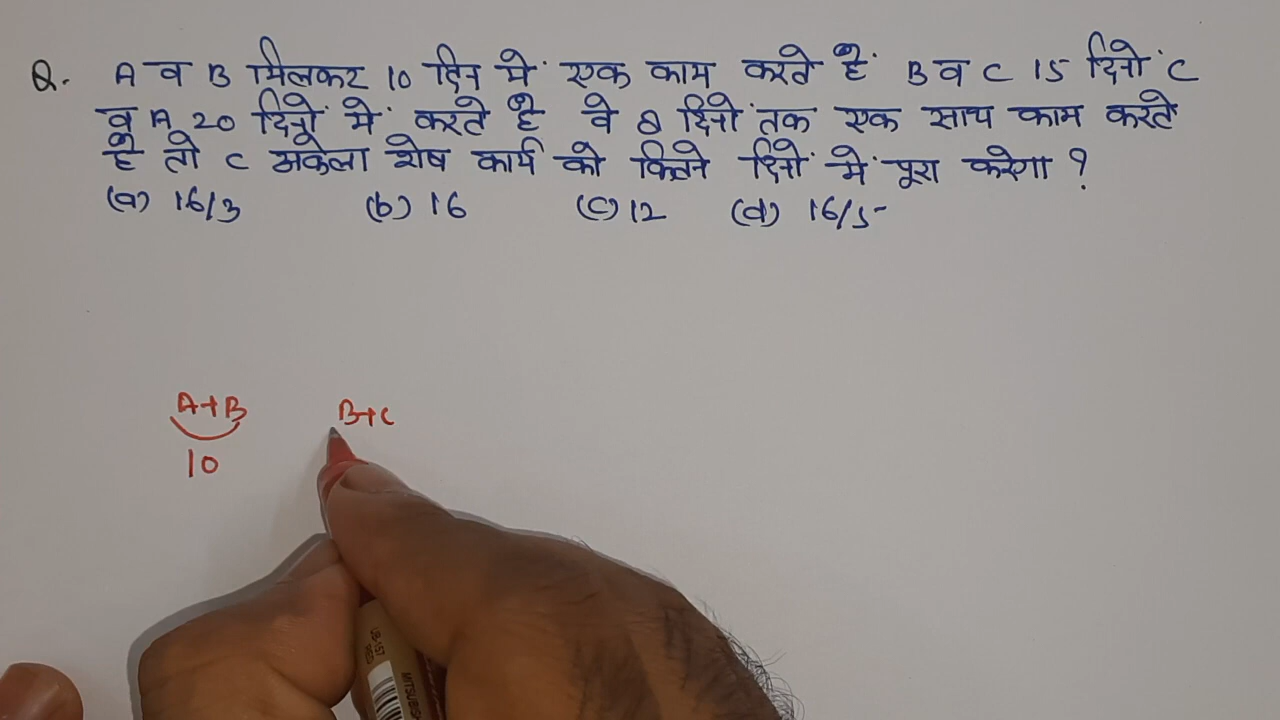 Q. A व B मिलकर 10 दिन में एक काम करते हैं B व C 15 दिनों C
व A 20 दिनों में करते है वे 8 दिनों तक एक साथ काम करते
है तो C अकेला शेष कार्य को कितने दिनों में पूरा करेगा ?
(a) 16/3 (b) 16 (c) 12 (d) 16/5
A+B B+C
10